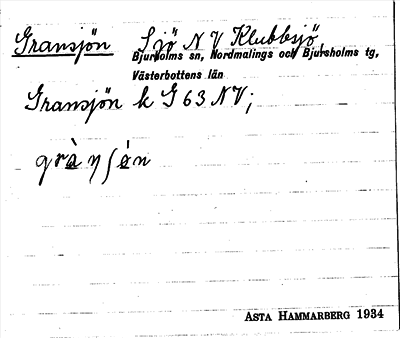 Gransjön Sjö N V Klubbsjö,
Bjurholms sn, Nordmalings och Bjurholms tg,
Västerbottens län
Gransjön k G 63 NV;
grànʃøn
ASTA HAMMARBERG 1934